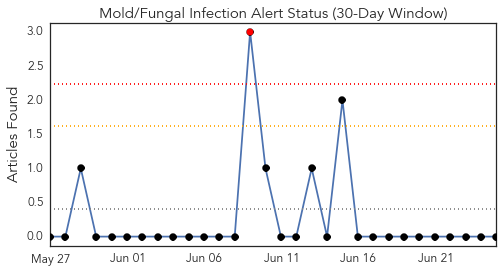 Mold/Fungal Infection Alert Status (30-Day Window)
Articles Found
3.0
2.5
2.0
1.5
1.0
0.5
0.0
May 27 Jun 01 Jun 06 Jun 11 Jun 16 Jun 21